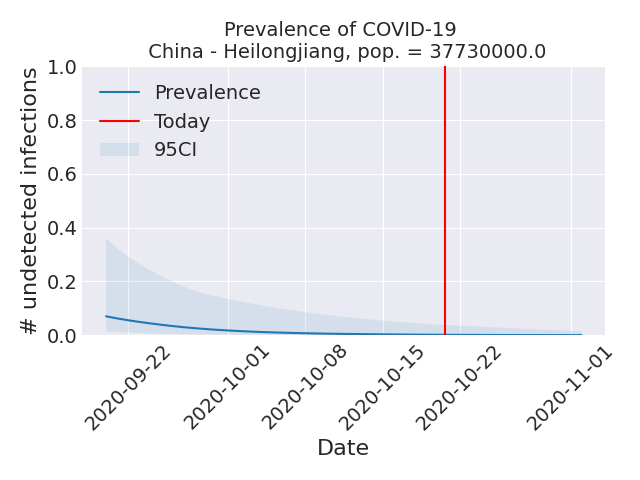 Prevalence of COVID-19
China - Heilongjiang, pop. = 37730000.0
# undetected infections
1.0
0.8
0.6
0.4
0.2
0.0
Prevalence
Today
95CI
2020-09-22
2020-10-01
2020-10-08
2020-10-15
2020-10-22
2020-11-01
Date